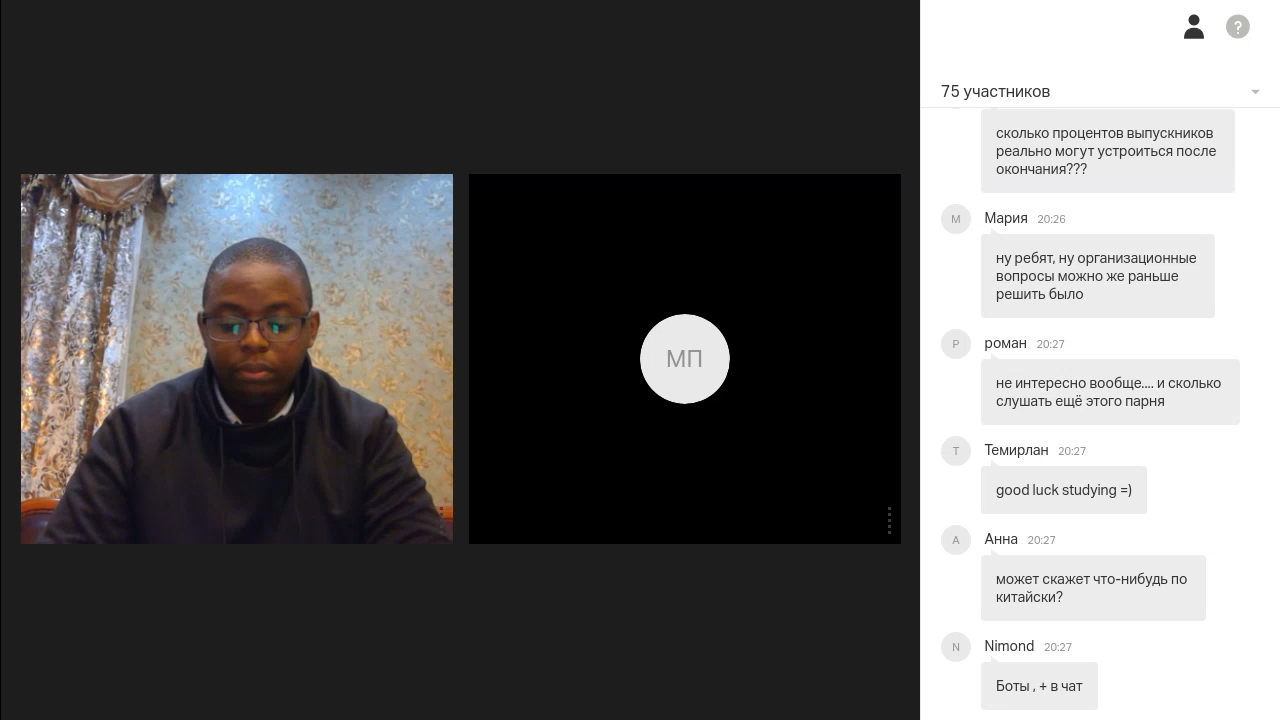 ?
75 участников
сколько процентов выпускников
реально могут устроиться после
окончания???
М
Мария 20:26
ну ребят, ну организационные
вопросы можно же раньше
решить было
Р
роман 20:27
не интересно вообще.... и сколько
слушать ещё этого парня
МП
Т
Темирлан 20:27
good luck studying =)
А
Анна 20:27
может скажет что-нибудь по
китайски?
N
Nimond 20:27
Боты , + в чат